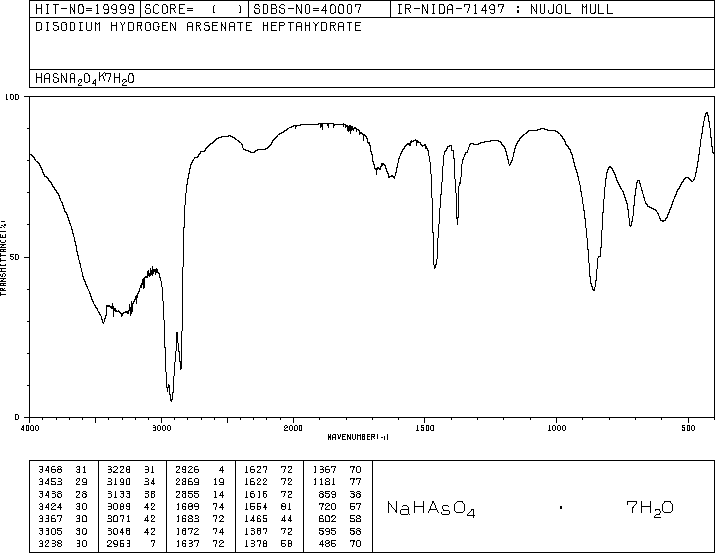 HIT-NO=19999 SCORE= ( ) SDBS-NO=40007 IR-NIDA-71497 : NUJOL MULL
DISODIUM HYDROGEN ARSENATE HEPTAHYDRATE
HASNA2O4K7H2O
100
TRANSMITTANCE(%)
50
0
4000 3000 2000 1500 1000 500
WAVENUMBER(-1)
3468 31 3228 31 2926 4 1627 72 1367 70
3453 29 3190 34 2869 19 1622 72 1181 77
3438 28 3133 38 2855 14 1616 72 859 38
3424 30 3089 42 1689 74 1554 81 720 57
3367 30 3071 42 1683 72 1465 44 602 58
3305 30 3048 42 1672 74 1387 72 595 58
3238 30 2953 7 1637 72 1378 58 486 70
NaHAsO4 · 7H2O